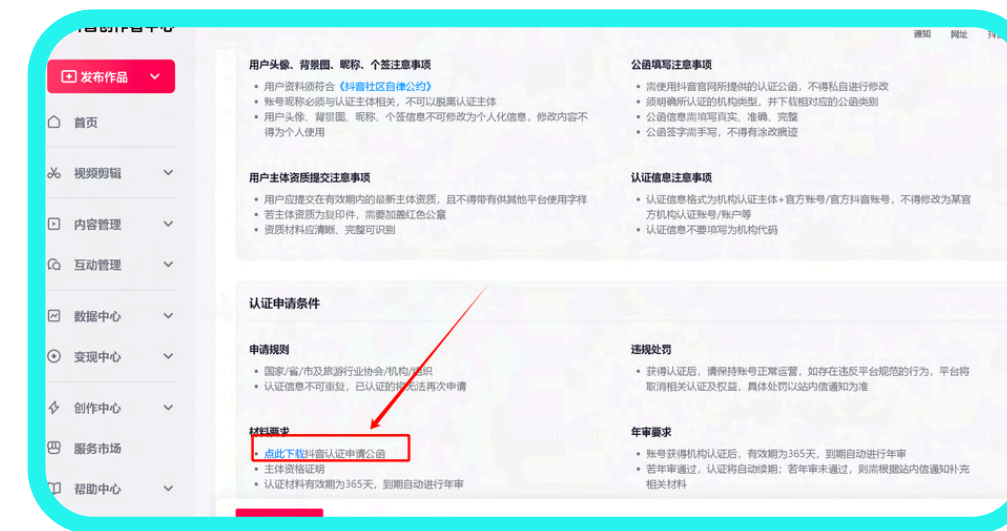 通知 网址
发布作品
首页
视频剪辑
内容管理
互动管理
数据中心
变现中心
创作中心
服务市场
帮助中心
用户头像、背景图、昵称、个签注意事项
• 用户资料须符合《抖音社区自律公约》
• 账号昵称必须与认证主体相关，不可以脱离认证主体
• 用户头像、背景图、昵称、个签信息不可修改为个人化信息，修改内容不
得为个人使用
公函填写注意事项
• 需使用抖音官网所提供的认证公函，不得私自进行修改
• 须明确所认证的机构类型，并下载相对应的公函类别
• 公函信息需填写真实、准确、完整
• 公函签字需手写，不得有涂改痕迹
用户主体资质提交注意事项
• 用户应提交在有效期内的最新主体资质，且不得带有供其他平台使用字样
• 若主体资质为复印件，需要加盖红色公章
• 资质材料应清晰、完整可识别
认证信息注意事项
• 认证信息格式为机构认证主体+官方账号/官方抖音账号，不得修改为某官
方机构认证账号/账户等
• 认证信息不要填写为机构代码
认证申请条件
申请规则
• 国家/省/市及旅游行业协会/机构/组织
• 认证信息不可重复，已认证的将无法再次申请
违规处罚
• 获得认证后，请保持账号正常运营，如存在违反平台规范的行为，平台将
取消相关认证及权益，具体处罚以站内信通知为准
材料要求
• 点此下载抖音认证申请公函
• 主体资格证明
• 认证材料有效期为365天，到期自动进行年审
年审要求
• 账号获得机构认证后，有效期为365天，到期自动进行年审
• 若年审通过，认证将自动续期；若年审未通过，则需根据站内信通知补充
相关材料